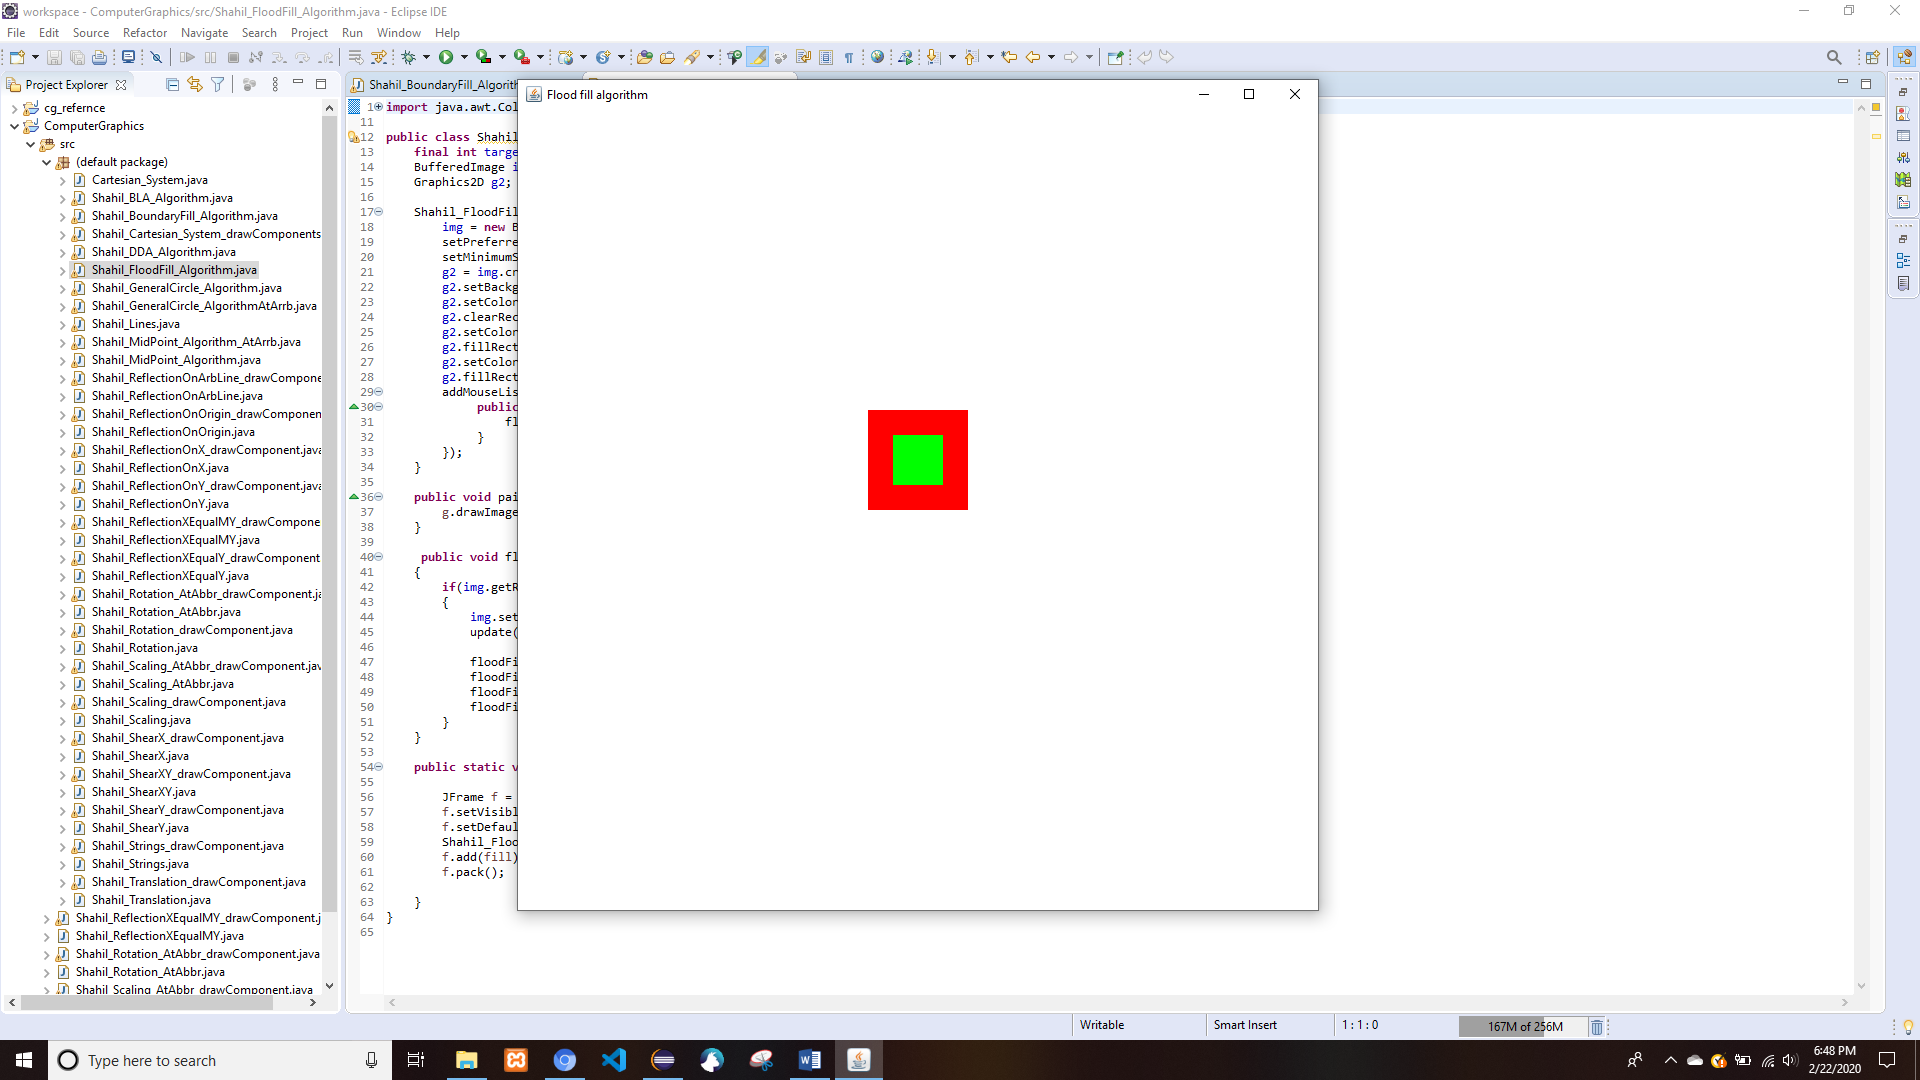 workspace - ComputerGraphics/src/Shahil_FloodFill_Algorithm.java - Eclipse IDE
File Edit Source Refactor Navigate Search Project Run Window Help
Project Explorer
Shahil_BoundaryFill_Algorith
cg_refernce
ComputerGraphics
src
(default package)
Cartesian_System.java
Shahil_BLA_Algorithm.java
Shahil_BoundaryFill_Algorithm.java
Shahil_Cartesian_System_drawComponents
Shahil_DDA_Algorithm.java
Shahil_FloodFill_Algorithm.java
Shahil_GeneralCircle_Algorithm.java
Shahil_GeneralCircle_AlgorithmAtArrb.java
Shahil_Lines.java
Shahil_MidPoint_Algorithm_AtArrb.java
Shahil_MidPoint_Algorithm.java
Shahil_ReflectionOnArbLine_drawCompone
Shahil_ReflectionOnArbLine.java
Shahil_ReflectionOnOrigin_drawComponen
Shahil_ReflectionOnOrigin.java
Shahil_ReflectionOnX_drawComponent.java
Shahil_ReflectionOnX.java
Shahil_ReflectionOnY_drawComponent.java
Shahil_ReflectionOnY.java
Shahil_ReflectionXEqualMY_drawCompone
Shahil_ReflectionXEqualMY.java
Shahil_ReflectionXEqualY_drawComponent
Shahil_ReflectionXEqualY.java
Shahil_Rotation_AtAbbr_drawComponent.ja
Shahil_Rotation_AtAbbr.java
Shahil_Rotation_drawComponent.java
Shahil_Rotation.java
Shahil_Scaling_AtAbbr_drawComponent.jav
Shahil_Scaling_AtAbbr.java
Shahil_Scaling_drawComponent.java
Shahil_Scaling.java
Shahil_ShearX_drawComponent.java
Shahil_ShearX.java
Shahil_ShearXY_drawComponent.java
Shahil_ShearXY.java
Shahil_ShearY_drawComponent.java
Shahil_ShearY.java
Shahil_Strings_drawComponent.java
Shahil_Strings.java
Shahil_Translation_drawComponent.java
Shahil_Translation.java
Shahil_ReflectionXEqualMY_drawComponent.j
Shahil_ReflectionXEqualMY.java
Shahil_Rotation_AtAbbr_drawComponent.java
Shahil_Rotation_AtAbbr.java
Shahil_Scaling_AtAbbr_drawComponent.java
1 import java.awt.Col
11
12 public class Shahil
13 final int targe
14 BufferedImage i
15 Graphics2D g2;
16
17 Shahil_FloodFil
18 img = new B
19 setPreferre
20 setMinimumS
21 g2 = img.cr
22 g2.setBackg
23 g2.setColor
24 g2.clearRec
25 g2.setColor
26 g2.fillRect
27 g2.setColor
28 g2.fillRect
29 addMouseLis
30 public
31 fl
32 }
33 });
34 }
35
36 public void pai
37 g.drawImage
38 }
39
40 public void fl
41 {
42 if(img.getR
43 {
44 img.set
45 update(
46
47 floodFi
48 floodFi
49 floodFi
50 floodFi
51 }
52 }
53
54 public static v
55
56 JFrame f =
57 f.setVisibl
58 f.setDefaul
59 Shahil_Floo
60 f.add(fill)
61 f.pack();
62
63 }
64 }
65
Flood fill algorithm
Writable Smart Insert 1 : 1 : 0 167M of 256M
Type here to search
6:48 PM
2/22/2020